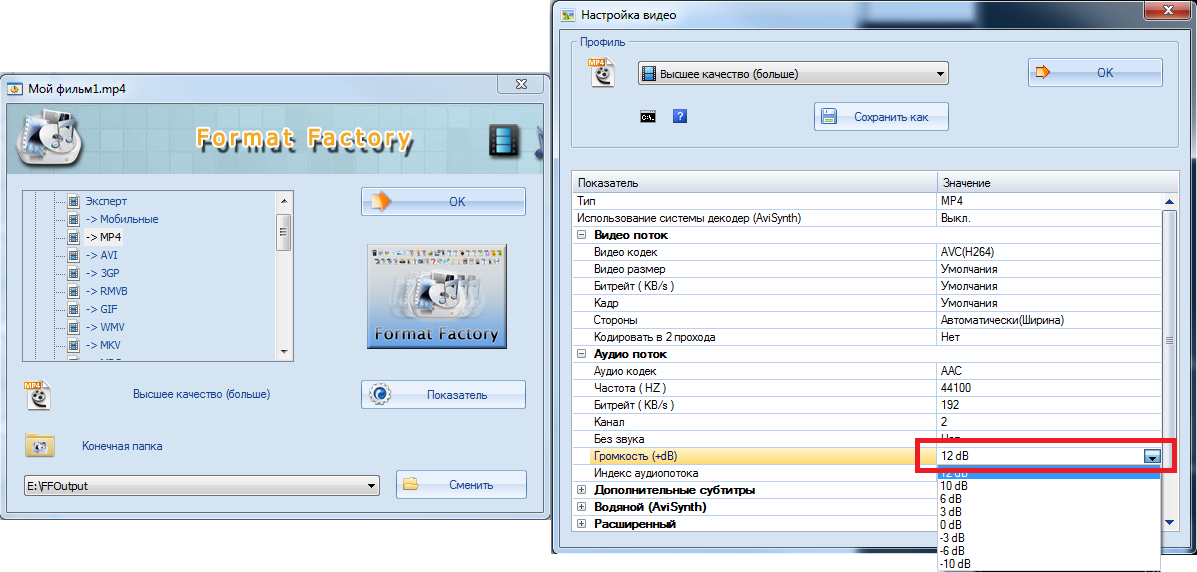 Мой фильм1.mp4
Format Factory
Эксперт
-> Мобильные
-> MP4
-> AVI
-> 3GP
-> RMVB
-> GIF
-> WMV
-> MKV
OK
Format Factory
MP4
Высшее качество (больше)
Показатель
Конечная папка
E:\FFOutput
Сменить
Настройка видео
Профиль
MP4
Высшее качество (больше)
OK
C:\.
?
Сохранить как
Показатель Значение
Тип MP4
Использование системы декодер (AviSynth) Выкл.
Видео поток
Видео кодек AVC(H264)
Видео размер Умолчания
Битрейт ( KB/s ) Умолчания
Кадр Умолчания
Стороны Автоматически(Ширина)
Кодировать в 2 прохода Нет
Аудио поток
Аудио кодек AAC
Частота ( HZ ) 44100
Битрейт ( KB/s ) 192
Канал 2
Без звука Нет
Громкость (+dB) 12 dB
Индекс аудиопотока 12 dB
Дополнительные субтитры 10 dB
Водяной (AviSynth) 6 dB
Расширенный 3 dB
0 dB
-3 dB
-6 dB
-10 dB